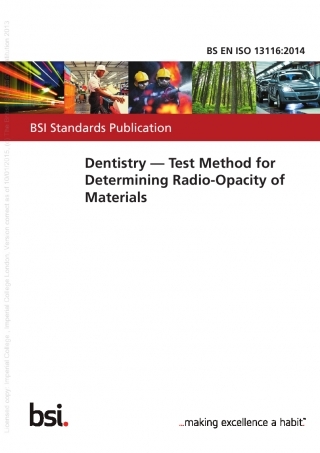 BS EN ISO 13116:2014
BSI Standards Publication
Dentistry — Test Method for
Determining Radio-Opacity of
Materials
bsi.
...making excellence a habit.™